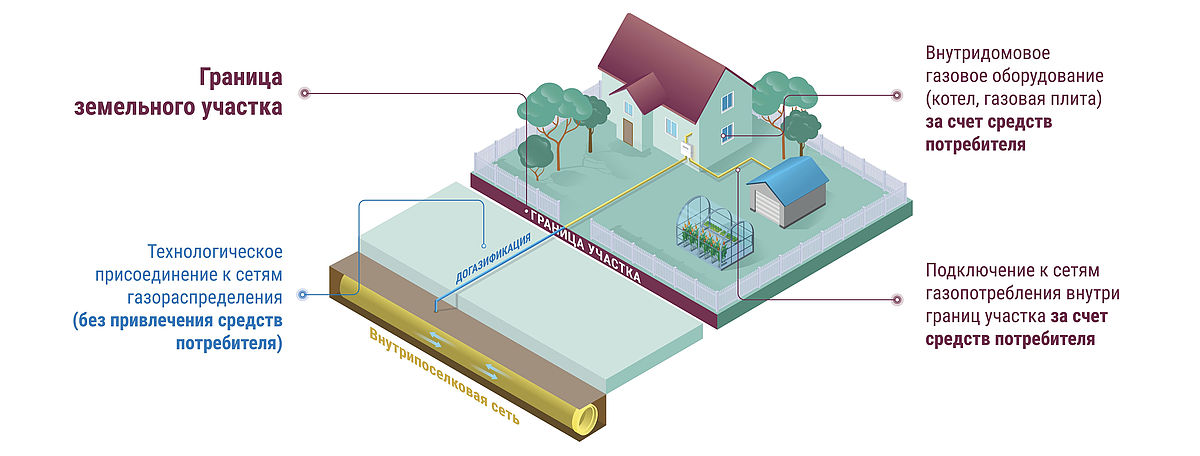 Граница
земельного участка
Внутридомовое
газовое оборудование
(котел, газовая плита)
за счет средств
потребителя
ГРАНИЦА УЧАСТКА
ДОГАЗИФИКАЦИЯ
Технологическое
присоединение к сетям
газораспределения
(без привлечения средств
потребителя)
Подключение к сетям
газопотребления внутри
границ участка за счет
средств потребителя
Внутрипоселковая сеть